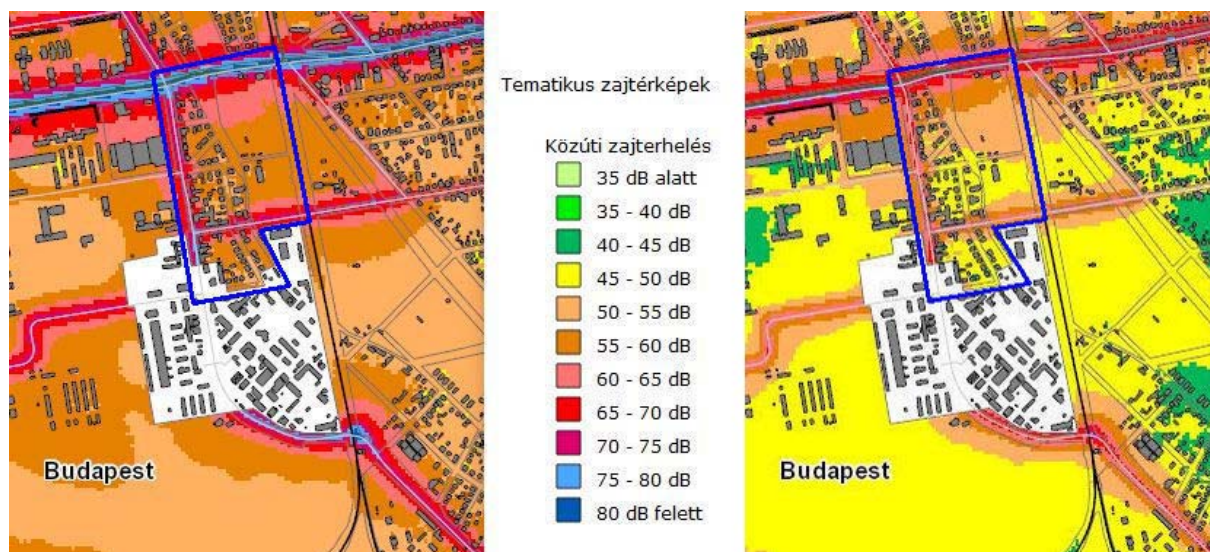 Tematikus zajtérképek
Közúti zajterhelés
35 dB alatt
35 - 40 dB
40 - 45 dB
45 - 50 dB
50 - 55 dB
55 - 60 dB
60 - 65 dB
65 - 70 dB
70 - 75 dB
75 - 80 dB
80 dB felett
Budapest
Budapest